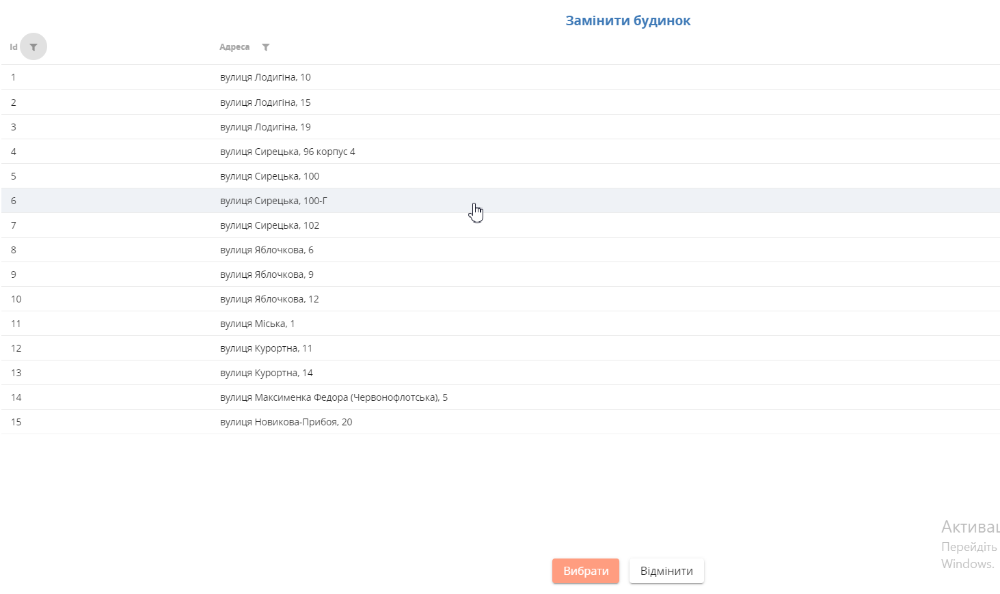 Замінити будинок
Id Адреса
1 вулиця Лодигіна, 10
2 вулиця Лодигіна, 15
3 вулиця Лодигіна, 19
4 вулиця Сирецька, 96 корпус 4
5 вулиця Сирецька, 100
6 вулиця Сирецька, 100-Г
7 вулиця Сирецька, 102
8 вулиця Яблочкова, 6
9 вулиця Яблочкова, 9
10 вулиця Яблочкова, 12
11 вулиця Міська, 1
12 вулиця Курортна, 11
13 вулиця Курортна, 14
14 вулиця Максименка Федора (Червонофлотська), 5
15 вулиця Новикова-Прибоя, 20
Перейдіть
Windows.
Вибрати Відмінити